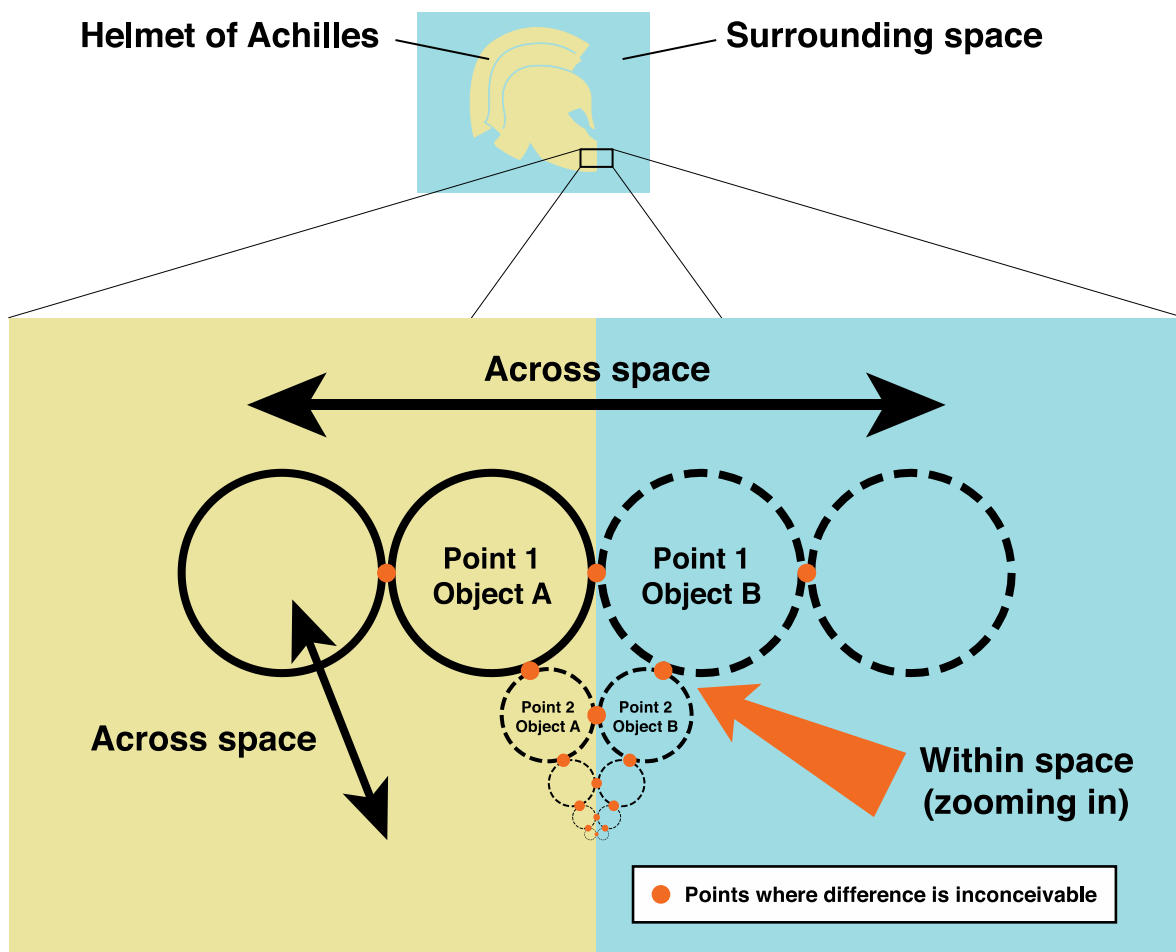 Helmet of Achilles
Surrounding space
Across space
Point 1
Object A
Point 1
Object B
Point 2
Object A
Point 2
Object B
Across space
Within space
(zooming in)
Points where difference is inconceivable